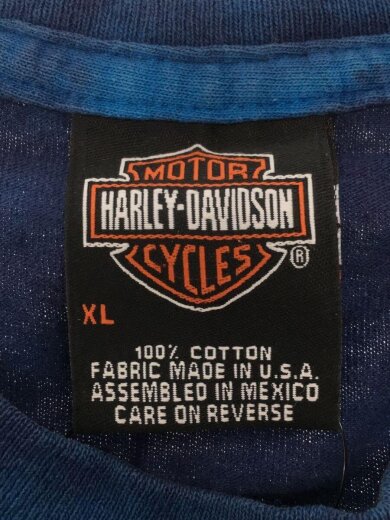 MOTOR
HARLEY-DAVIDSON
CYCLES
®
XL
100% COTTON
FABRIC MADE IN U.S.A.
ASSEMBLED IN MEXICO
CARE ON REVERSE